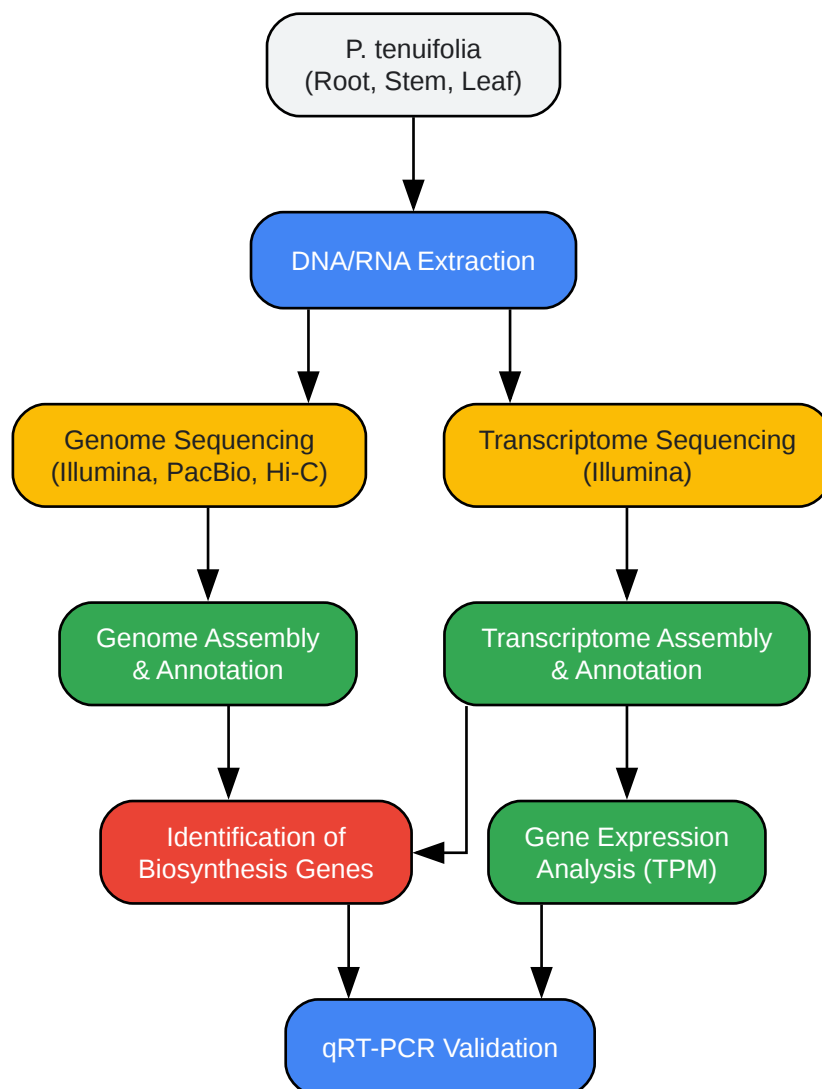 P. tenuifolia
(Root, Stem, Leaf)
DNA/RNA Extraction
Genome Sequencing
(Illumina, PacBio, Hi-C)
Transcriptome Sequencing
(Illumina)
Genome Assembly
& Annotation
Transcriptome Assembly
& Annotation
Identification of
Biosynthesis Genes
Gene Expression
Analysis (TPM)
qRT-PCR Validation